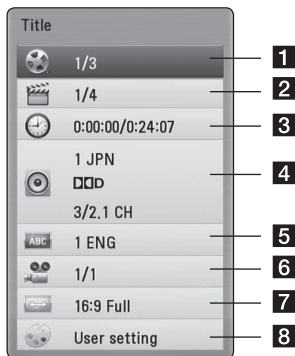 Title
1/3 1
1/4 2
0:00:00/0:24:07 3
1 JPN
D 4
3/2.1 CH
ABC 1 ENG 5
1/1 6
16:9 Full 7
User setting 8